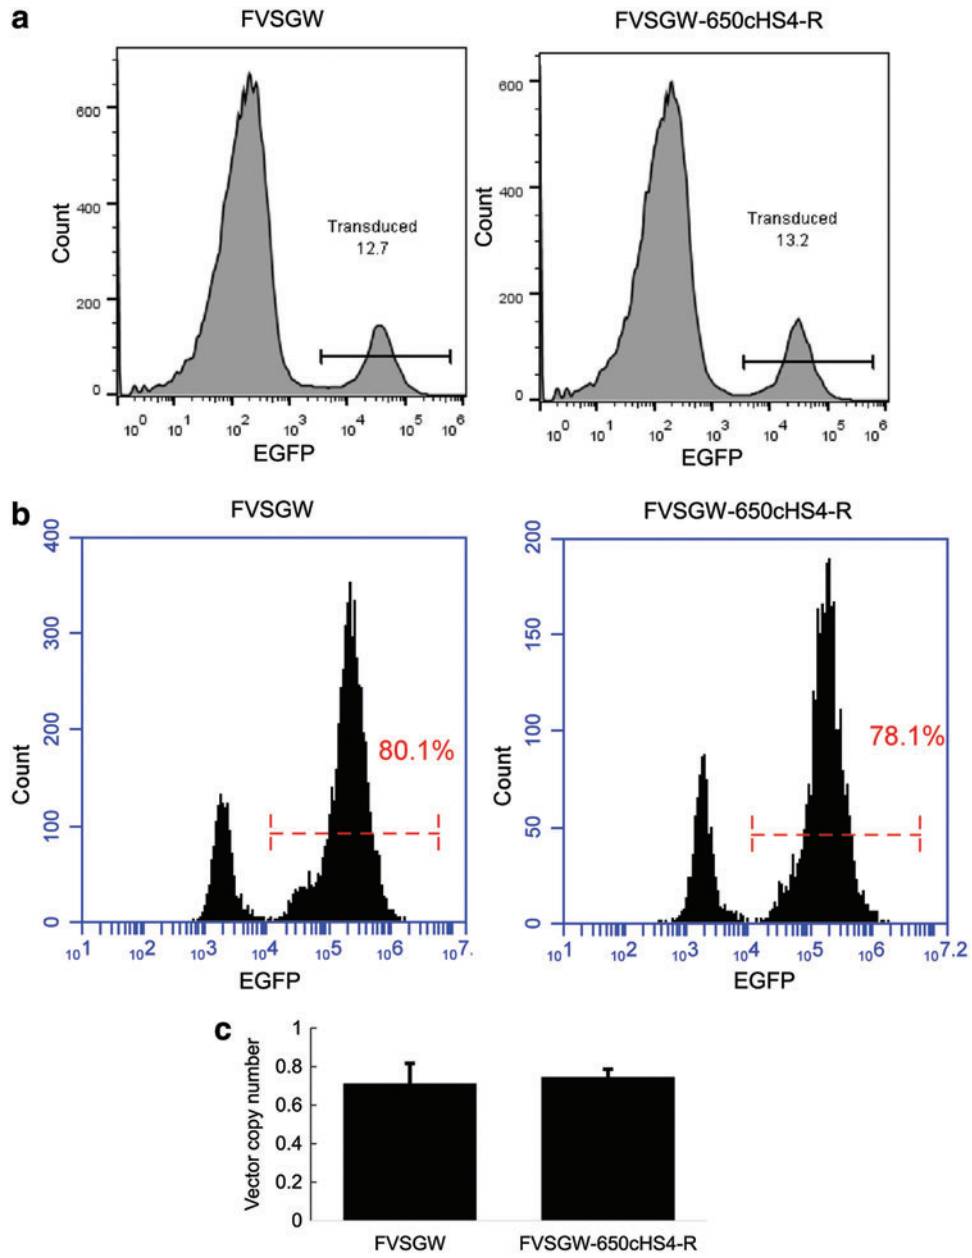 a
FVSGW
FVSGW-650cHS4-R
Count
600
400
200
0
Transduced
12.7
10^0 10^1 10^2 10^3 10^4 10^5 10^6
EGFP
Count
600
400
200
0
Transduced
13.2
10^0 10^1 10^2 10^3 10^4 10^5 10^6
EGFP
b
FVSGW
FVSGW-650cHS4-R
Count
400
300
200
100
0
80.1%
10^1 10^2 10^3 10^4 10^5 10^6 10^7.
EGFP
Count
200
150
100
50
0
78.1%
10^1 10^2 10^3 10^4 10^5 10^6 10^7.2
EGFP
c
Vector copy number
1
0.8
0.6
0.4
0.2
0
FVSGW
FVSGW-650cHS4-R